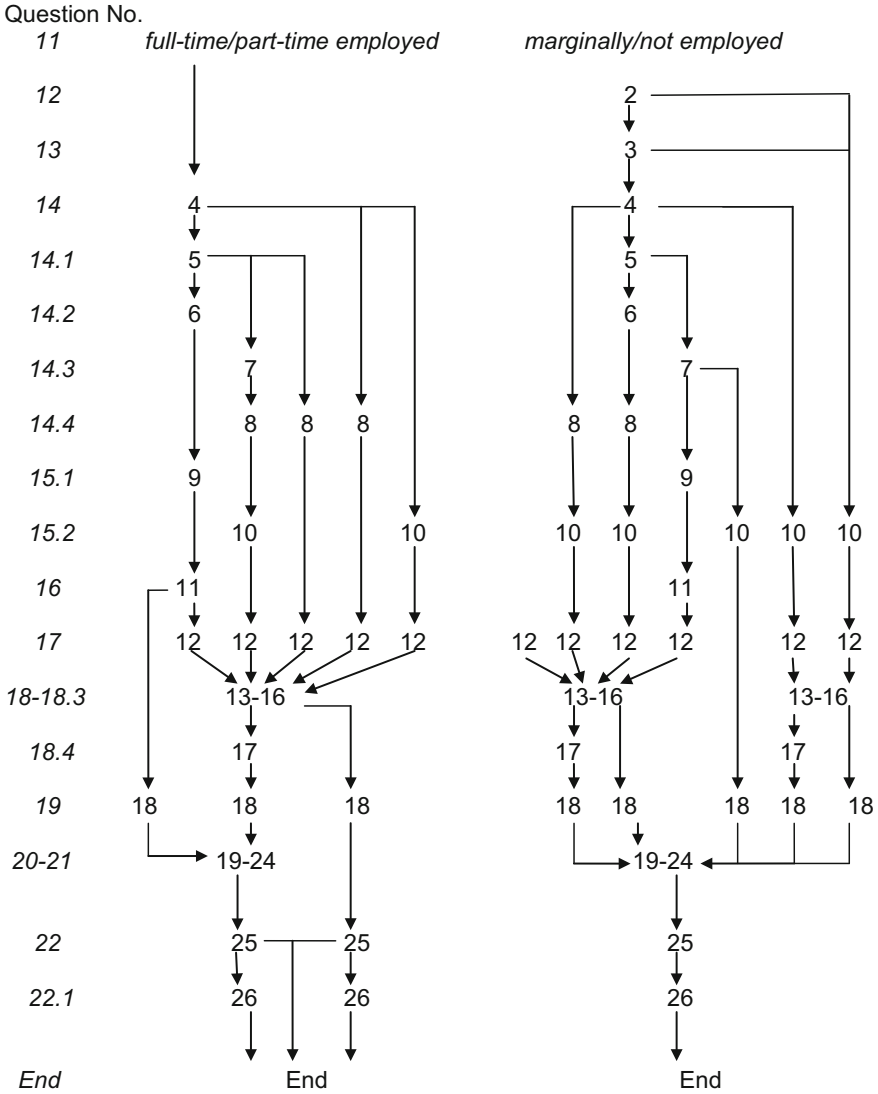 Question No.
11 full-time/part-time employed marginally/not employed
12 2
13 3
14 4 4
14.1 5 5
14.2 6 6
14.3 7 7
14.4 8 8 8 8 8
15.1 9 9
15.2 10 10 10 10 10 10 10
16 11 11
17 12 12 12 12 12 12 12 12 12 12 12
18-18.3 13-16 13-16 13-16
18.4 17 17 17
19 18 18 18 18 18 18 18 18
20-21 19-24 19-24
22 25 25 25
22.1 26 26 26
End End End